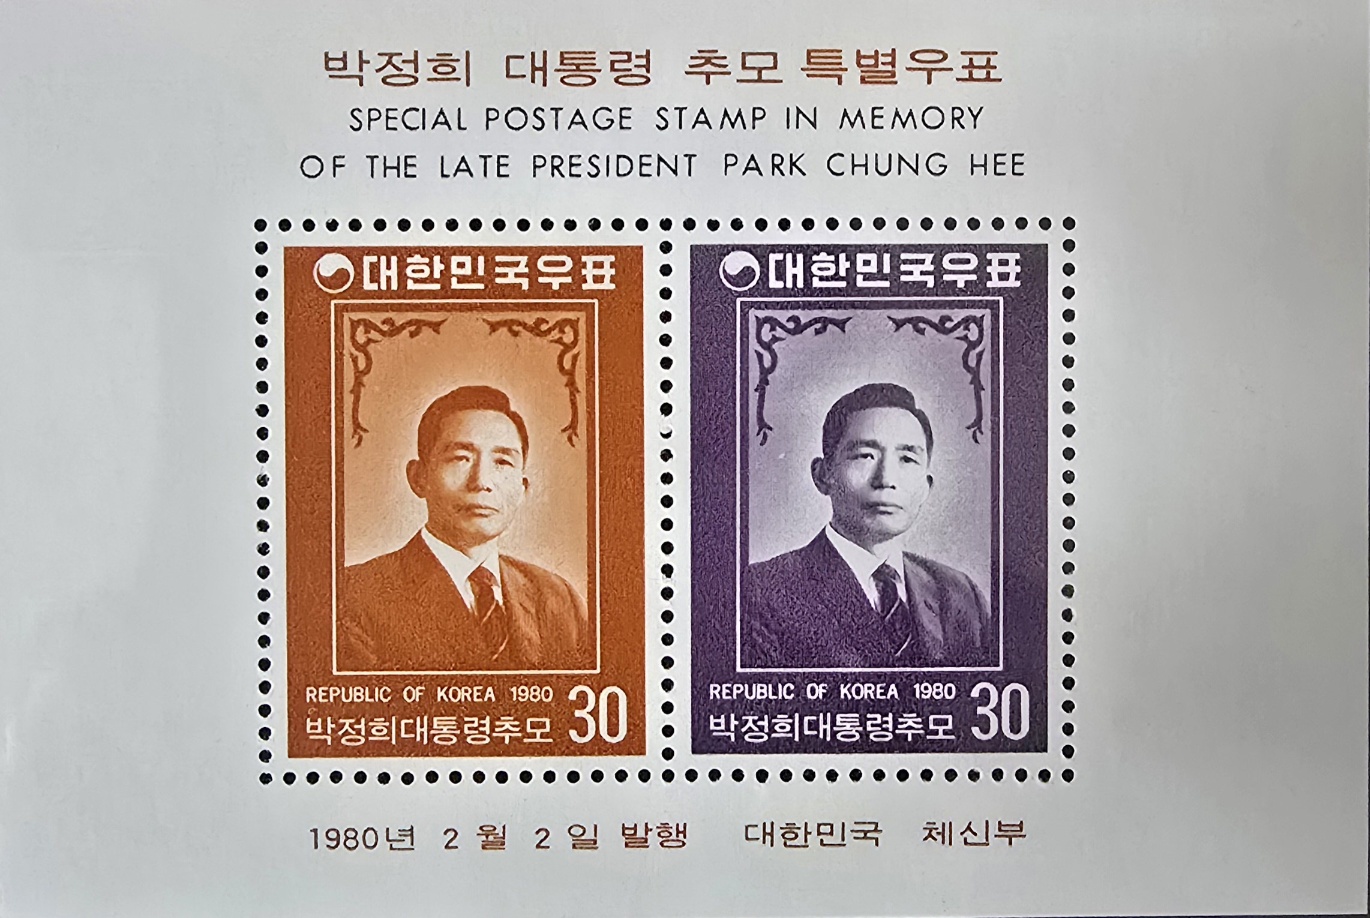 박정희 대통령 추모 특별우표
SPECIAL POSTAGE STAMP IN MEMORY
OF THE LATE PRESIDENT PARK CHUNG HEE
대한민국우표
REPUBLIC OF KOREA 1980 30
박정희대통령추모
대한민국우표
REPUBLIC OF KOREA 1980 30
박정희대통령추모
1980년 2월 2일 발행 대한민국 체신부